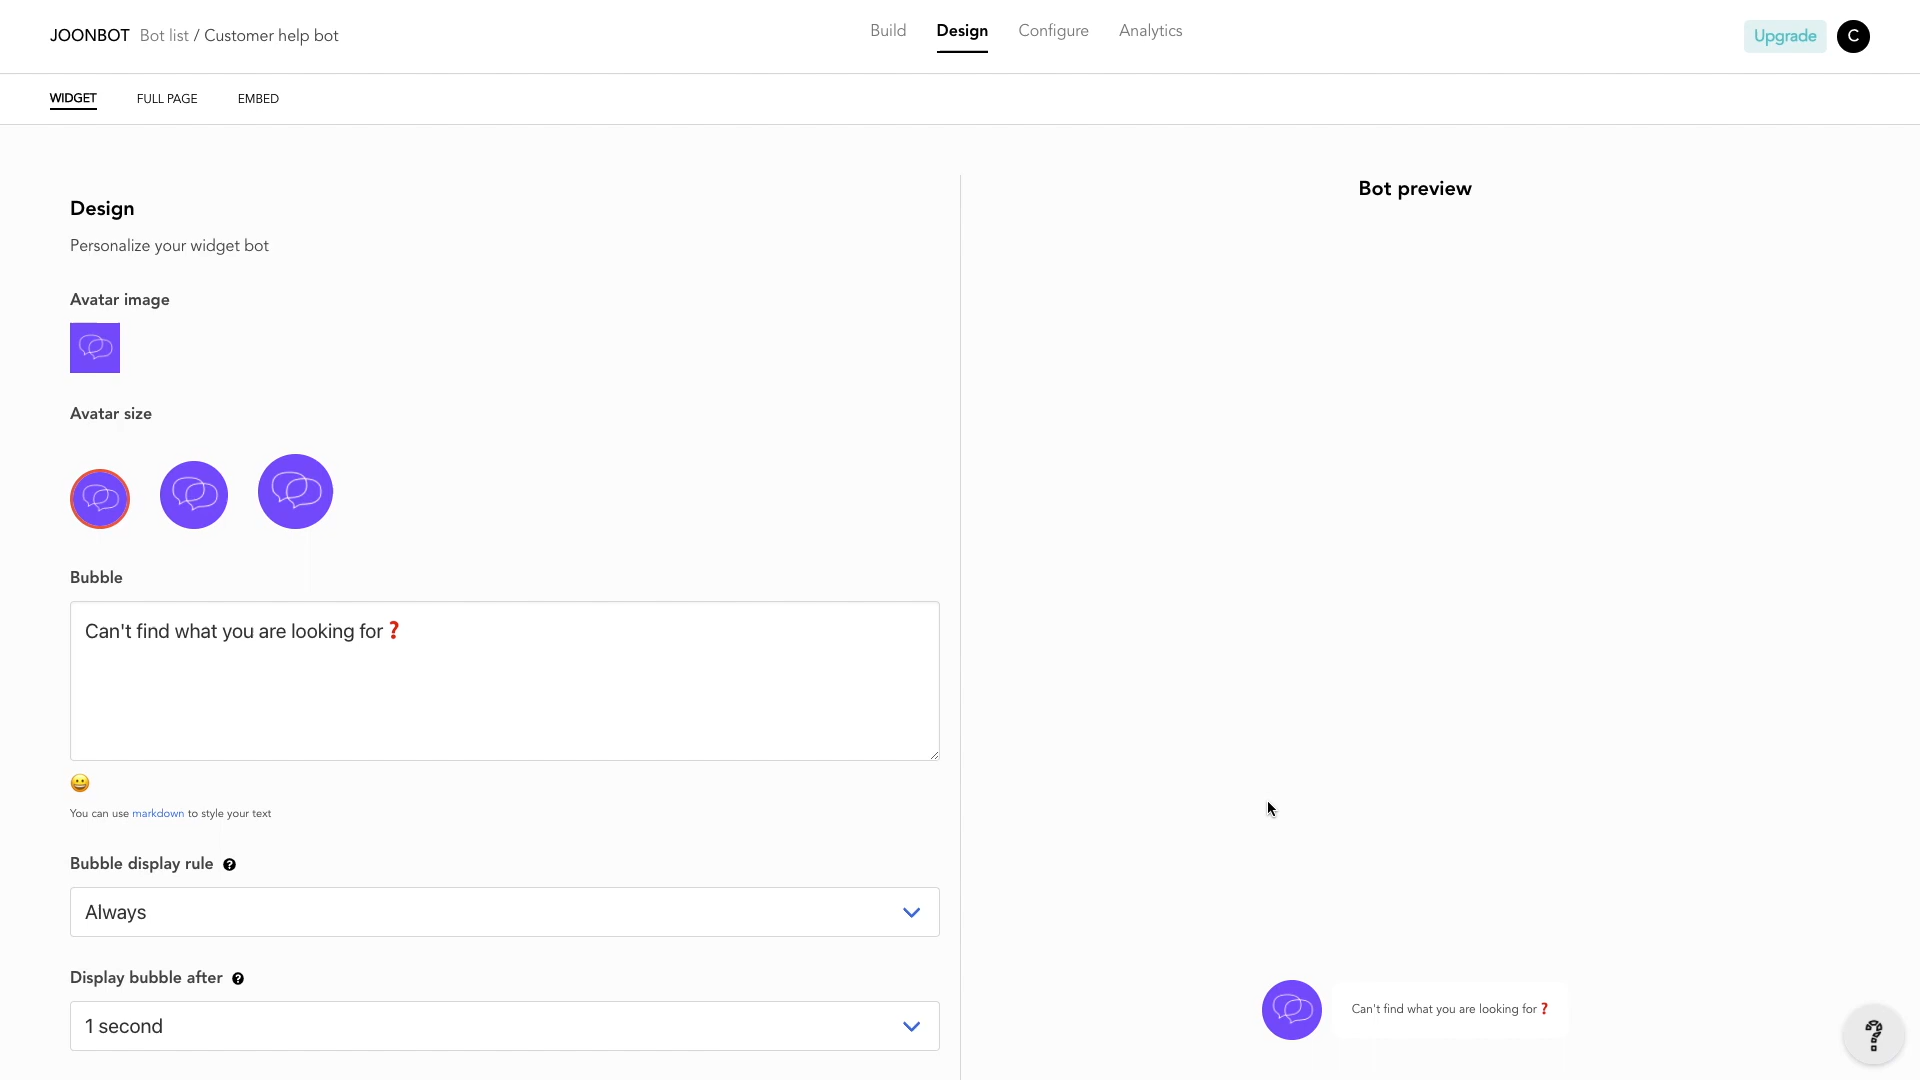 JOONBOT Bot list / Customer help bot
Build Design Configure Analytics
Upgrade C
WIDGET FULL PAGE EMBED
Design
Personalize your widget bot
Avatar image
Avatar size
Bubble
Can't find what you are looking for❓
You can use markdown to style your text
Bubble display rule ?
Always
Display bubble after ?
1 second
Bot preview
Can't find what you are looking for❓
?